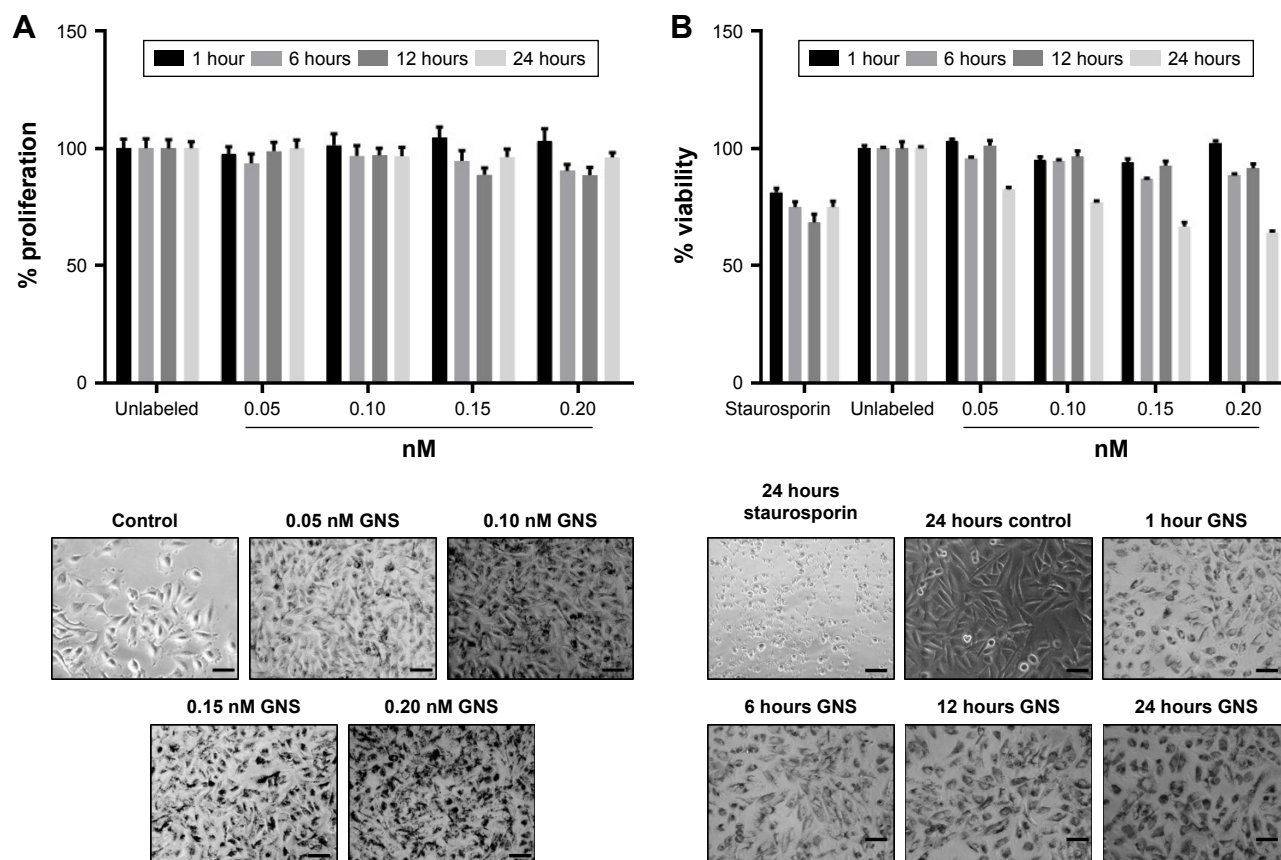 A
150
1 hour 6 hours 12 hours 24 hours
100
% proliferation
50
0
Unlabeled 0.05 0.10 0.15 0.20
nM
Control
0.05 nM GNS
0.10 nM GNS
0.15 nM GNS
0.20 nM GNS
B
150
1 hour 6 hours 12 hours 24 hours
100
% viability
50
0
Staurosporin Unlabeled 0.05 0.10 0.15 0.20
nM
24 hours
staurosporin
24 hours control
1 hour GNS
6 hours GNS
12 hours GNS
24 hours GNS